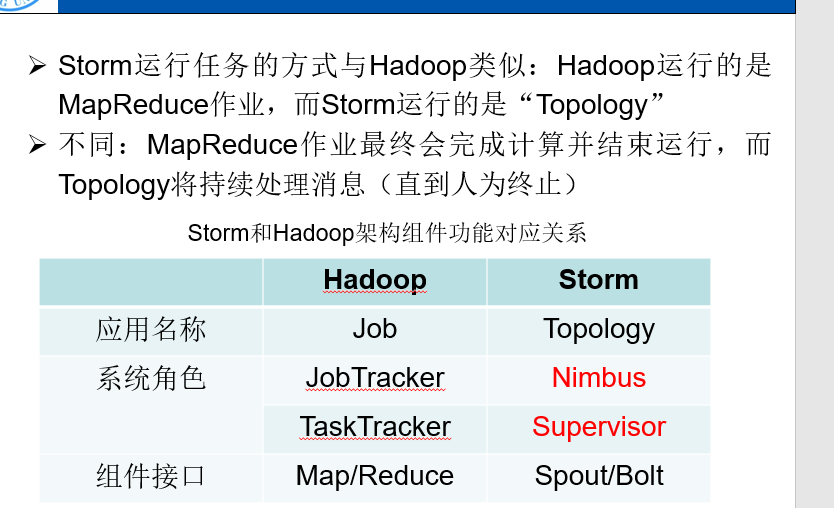 ➢ Storm运行任务的方式与Hadoop类似：Hadoop运行的是
MapReduce作业，而Storm运行的是“Topology”
➢ 不同：MapReduce作业最终会完成计算并结束运行，而
Topology将持续处理消息（直到人为终止）
Storm和Hadoop架构组件功能对应关系
Hadoop Storm
应用名称 Job Topology
系统角色 JobTracker Nimbus
TaskTracker Supervisor
组件接口 Map/Reduce Spout/Bolt